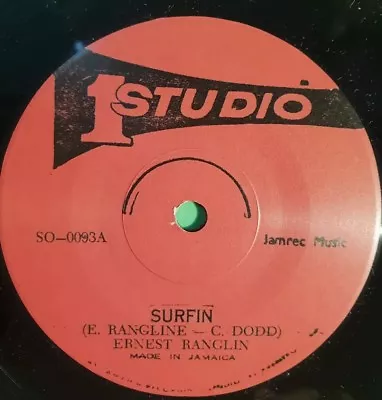 1 STUDIO
SO-0093A
Jamrec Music
SURFIN
(E. RANGLINE - C. DODD)
ERNEST RANGLIN
MADE IN JAMAICA